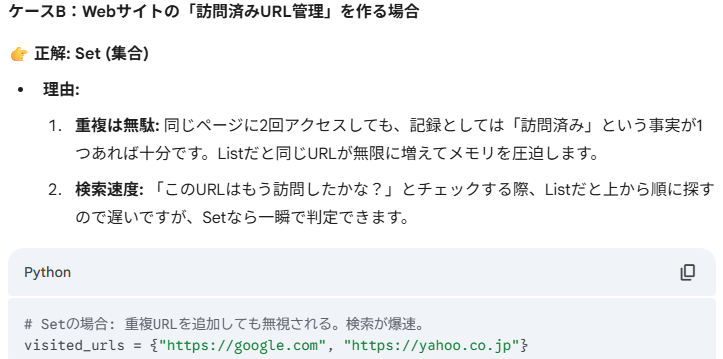 ケースB：Webサイトの「訪問済みURL管理」を作る場合
👉 正解: Set (集合)
• 理由:
1. 重複は無駄: 同じページに2回アクセスしても、記録としては「訪問済み」という事実が1
つあれば十分です。Listだと同じURLが無限に増えてメモリを圧迫します。
2. 検索速度: 「このURLはもう訪問したかな？」とチェックする際、Listだと上から順に探す
ので遅いですが、Setなら一瞬で判定できます。
Python
# Setの場合: 重複URLを追加しても無視される。検索が爆速。
visited_urls = {"https://google.com", "https://yahoo.co.jp"}